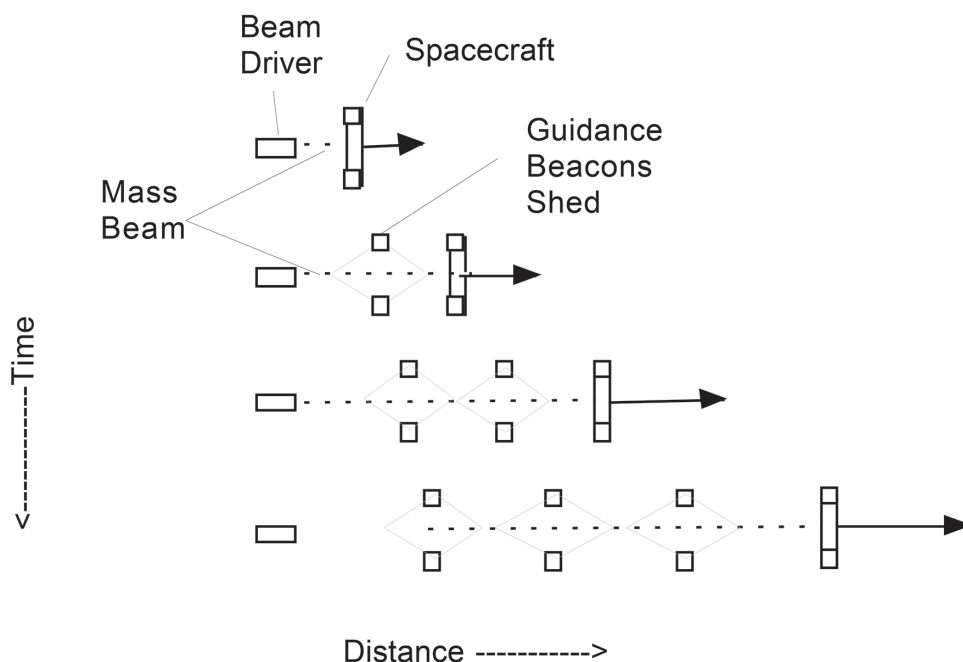 Beam
Driver
Spacecraft
Guidance
Beacons
Shed
Mass
Beam
<----------Time
Distance ----------->